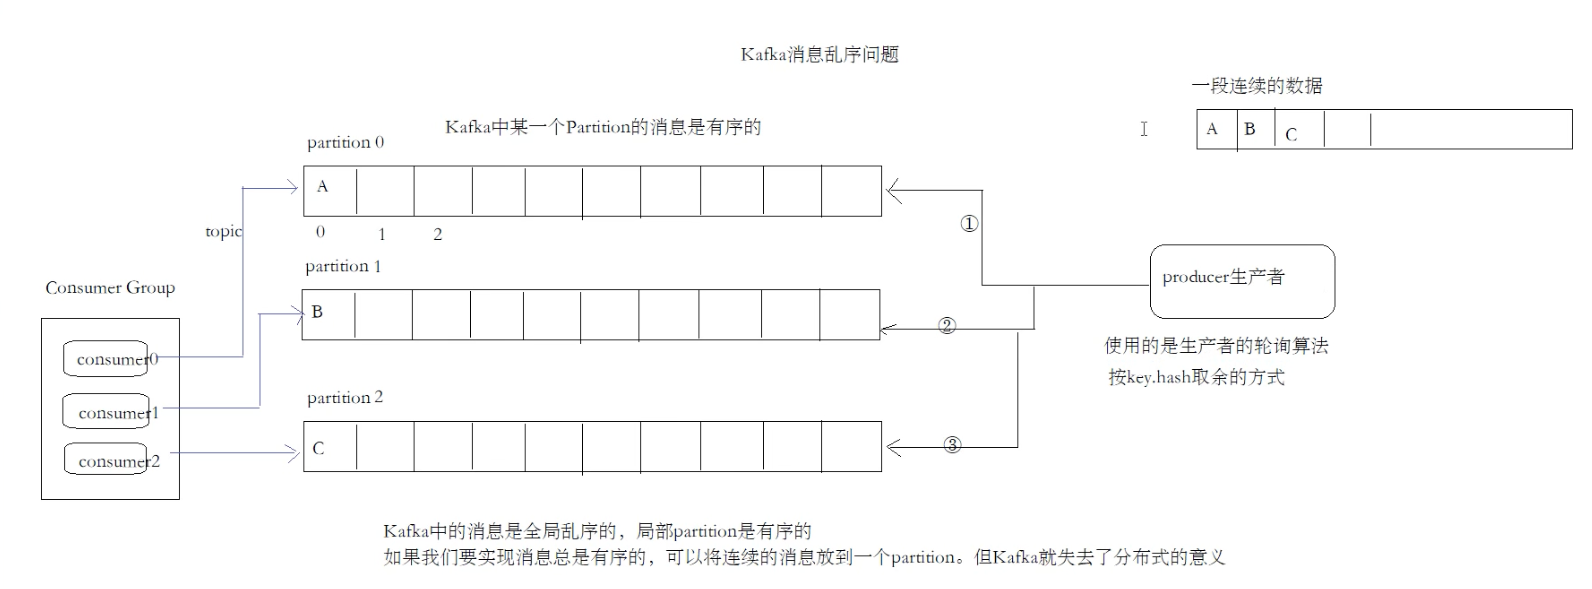 Kafka消息乱序问题
一段连续的数据
A B C
Kafka中某一个Partition的消息是有序的
partition 0
A
0 1 2
①
topic
partition 1
Consumer Group
B
②
producer生产者
使用的是生产者的轮询算法
按key.hash取余的方式
consumer0
consumer1
consumer2
partition 2
C
③
Kafka中的消息是全局乱序的，局部partition是有序的
如果我们要实现消息总是有序的，可以将连续的消息放到一个partition。但Kafka就失去了分布式的意义